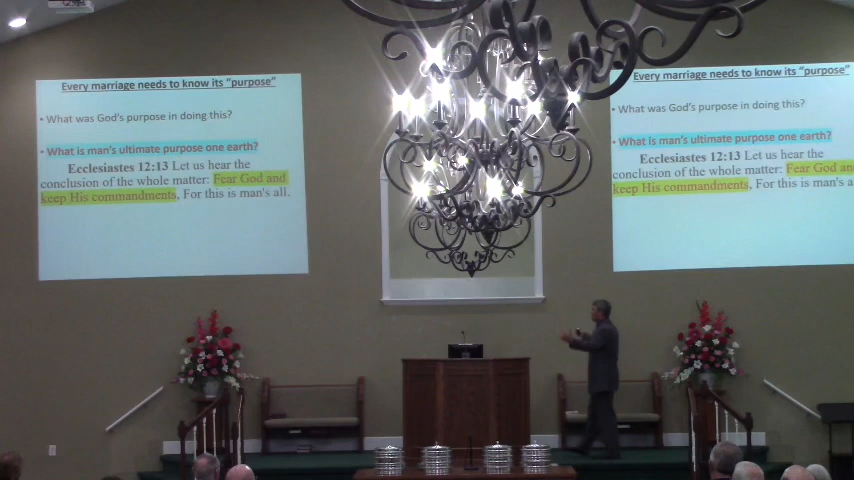 Every marriage needs to know its “purpose”
• What was God’s purpose in doing this?
• What is man’s ultimate purpose one earth?
Ecclesiastes 12:13 Let us hear the
conclusion of the whole matter: Fear God and
keep His commandments, For this is man's all.
Every marriage needs to know its “purpose”
• What was God’s purpose in doing this?
• What is man’s ultimate purpose one earth?
Ecclesiastes 12:13 Let us hear the
conclusion of the whole matter: Fear God an
keep His commandments, For this is man's a